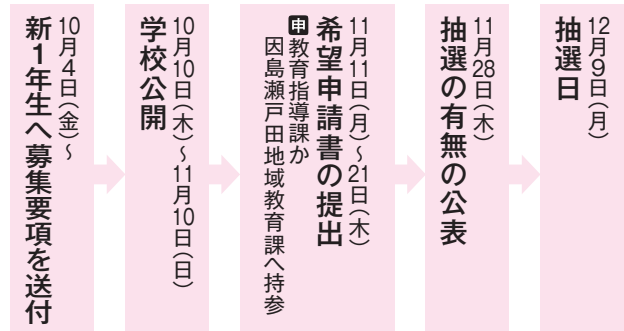 10月4日(金)~
新1年生へ募集要項を送付
10月10日(木)~11月10日(日)
学校公開
11月11日(月)~21日(木)
希望申請書の提出
申教育指導課か
因島瀬戸田地域教育課へ持参
11月28日(木)
抽選の有無の公表
12月9日(月)
抽選日